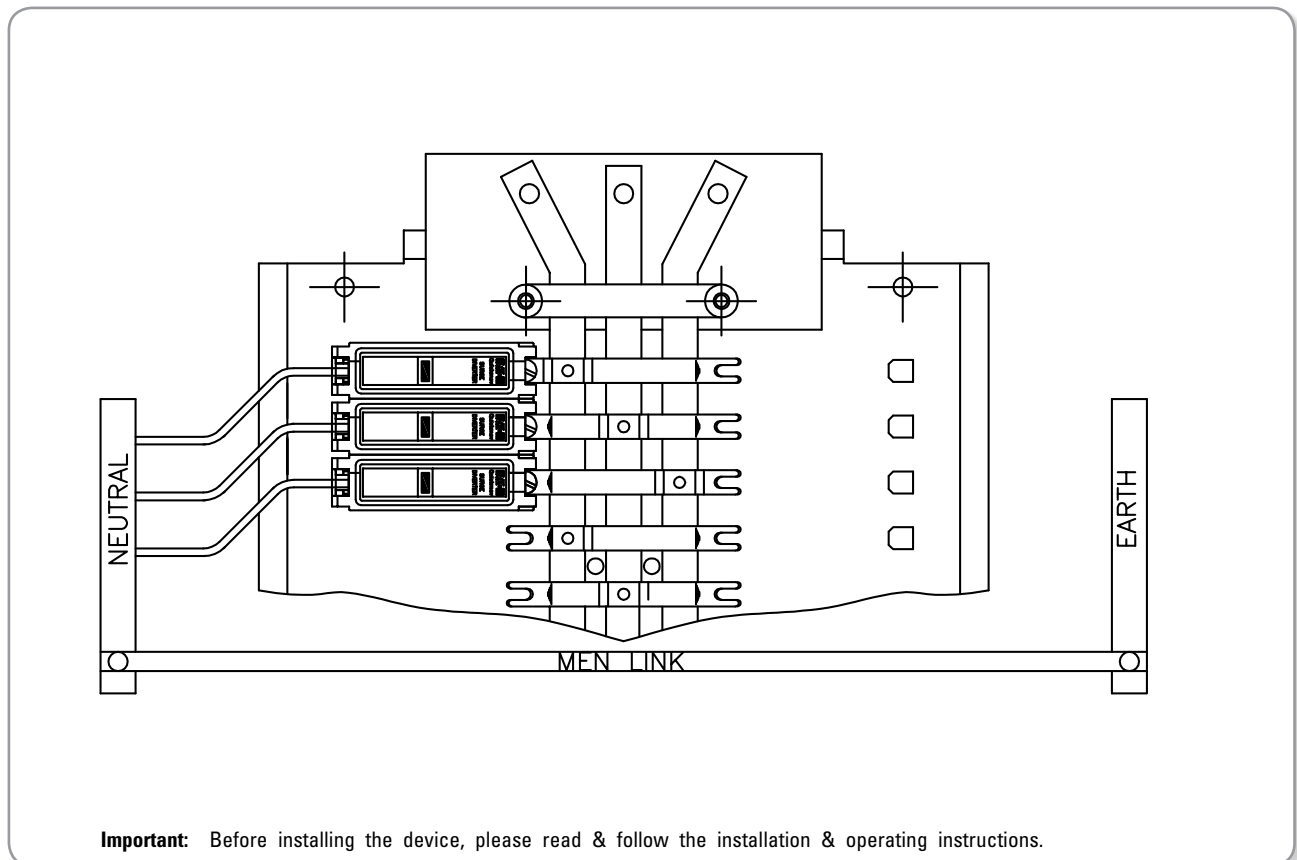 NEUTRAL
EARTH
MEN LINK
Important: Before installing the device, please read & follow the installation & operating instructions.